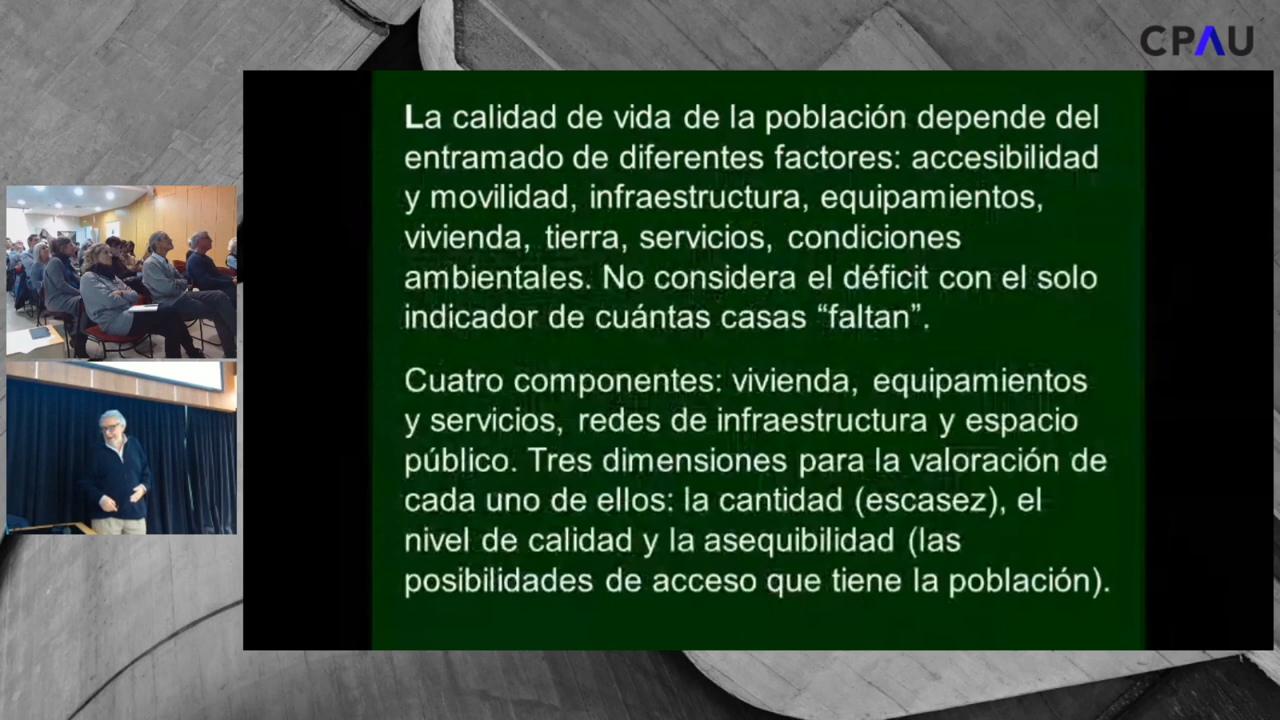 CPAU
La calidad de vida de la población depende del
entramado de diferentes factores: accesibilidad
y movilidad, infraestructura, equipamientos,
vivienda, tierra, servicios, condiciones
ambientales. No considera el déficit con el solo
indicador de cuántas casas “faltan”.
Cuatro componentes: vivienda, equipamientos
y servicios, redes de infraestructura y espacio
público. Tres dimensiones para la valoración de
cada uno de ellos: la cantidad (escasez), el
nivel de calidad y la asequibilidad (las
posibilidades de acceso que tiene la población).